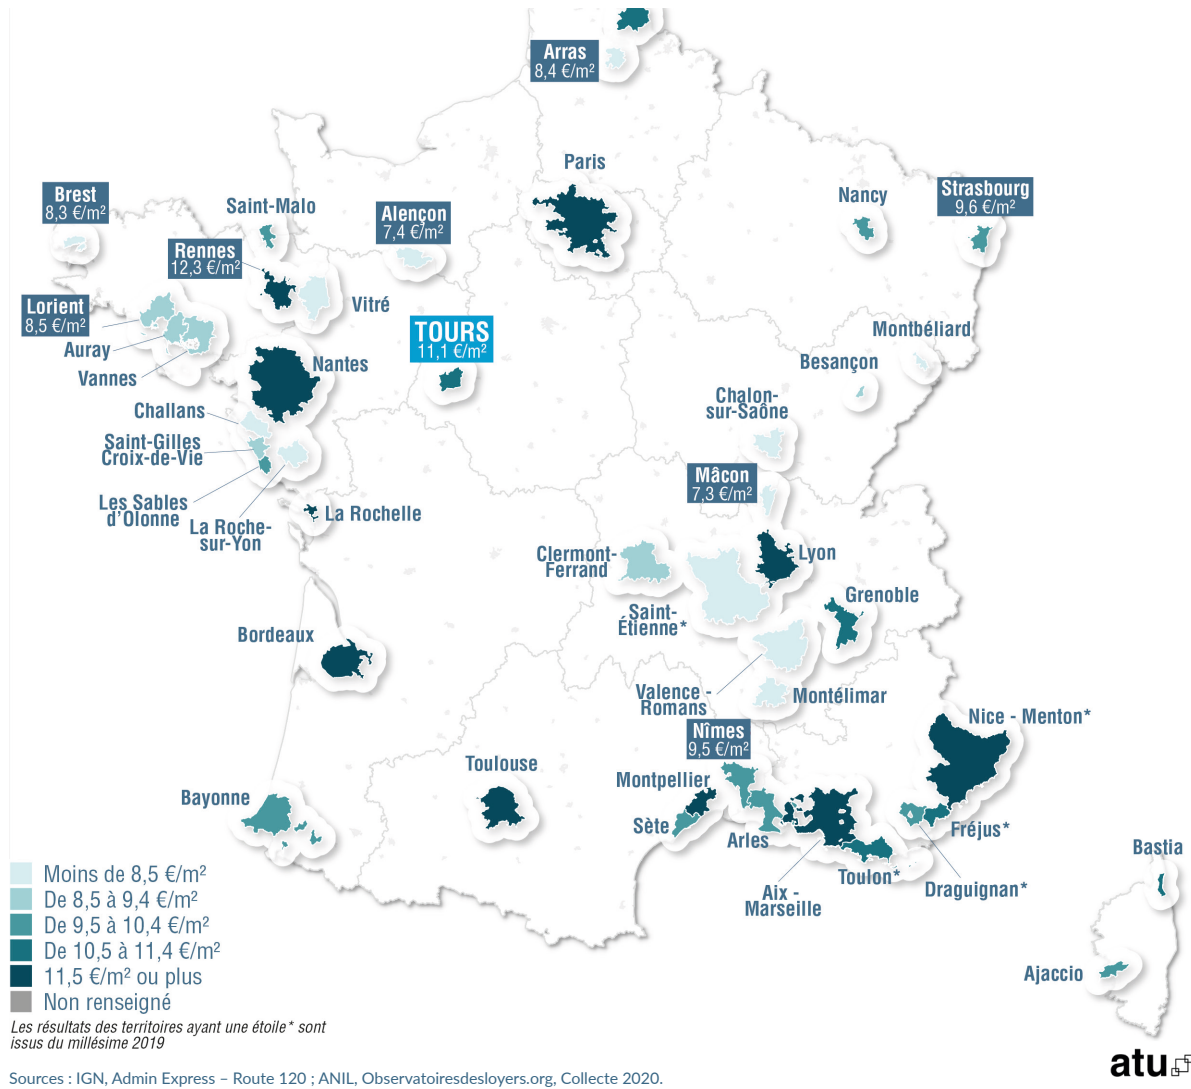 Arras
8,4 €/m²
Paris
Brest
8,3 €/m²
Saint-Malo
Alençon
7,4 €/m²
Nancy
Strasbourg
9,6 €/m²
Rennes
12,3 €/m²
Vitré
Lorient
8,5 €/m²
Auray
Vannes
TOURS
11,1 €/m²
Nantes
Montbéliard
Besançon
Challans
Chalon-
sur-Saône
Saint-Gilles
Croix-de-Vie
Mâcon
7,3 €/m²
Les Sables
d'Olonne
La Roche-
sur-Yon
La Rochelle
Clermont-
Ferrand
Lyon
Saint-
Étienne*
Grenoble
Bordeaux
Valence -
Romans
Montélimar
Nîmes
9,5 €/m²
Nice - Menton*
Toulouse
Montpellier
Bayonne
Sète
Arles
Fréjus*
Toulon*
Draguignan*
Aix -
Marseille
Bastia
Ajaccio
Moins de 8,5 €/m²
De 8,5 à 9,4 €/m²
De 9,5 à 10,4 €/m²
De 10,5 à 11,4 €/m²
11,5 €/m² ou plus
Non renseigné
Les résultats des territoires ayant une étoile* sont
issus du millésime 2019
atu
Sources : IGN, Admin Express – Route 120 ; ANIL, Observatoiresdesloyers.org, Collecte 2020.